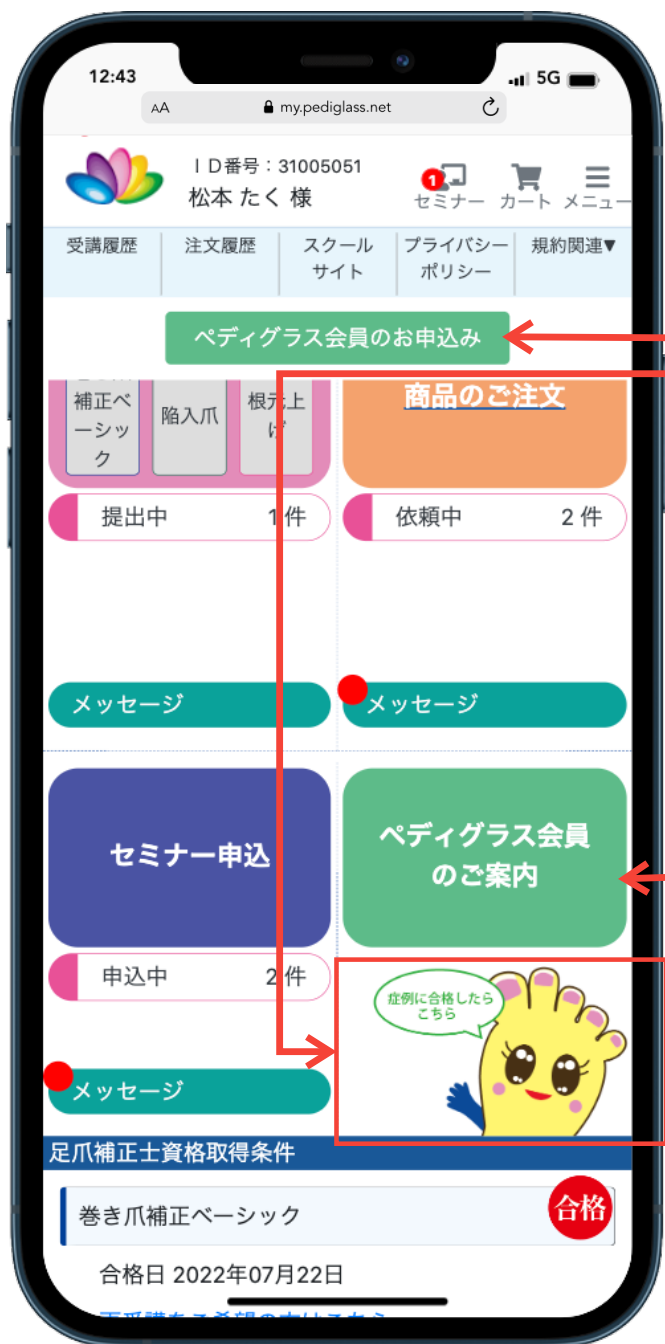 12:43
5G
AA
my.pediglass.net
ＩＤ番号：31005051
松本 たく 様
1
セミナー
カート
メニュー
受講履歴
注文履歴
スクール
サイト
プライバシー
ポリシー
規約関連▼
ペディグラス会員のお申込み
補正ベ
ーシッ
ク
陥入爪
根元上
げ
商品のご注文
提出中
1 件
依頼中
2 件
メッセージ
メッセージ
セミナー申込
ペディグラス会員
のご案内
申込中
2 件
症例に合格したら
こちら
メッセージ
足爪補正士資格取得条件
巻き爪補正ベーシック
合格
合格日 2022年07月22日